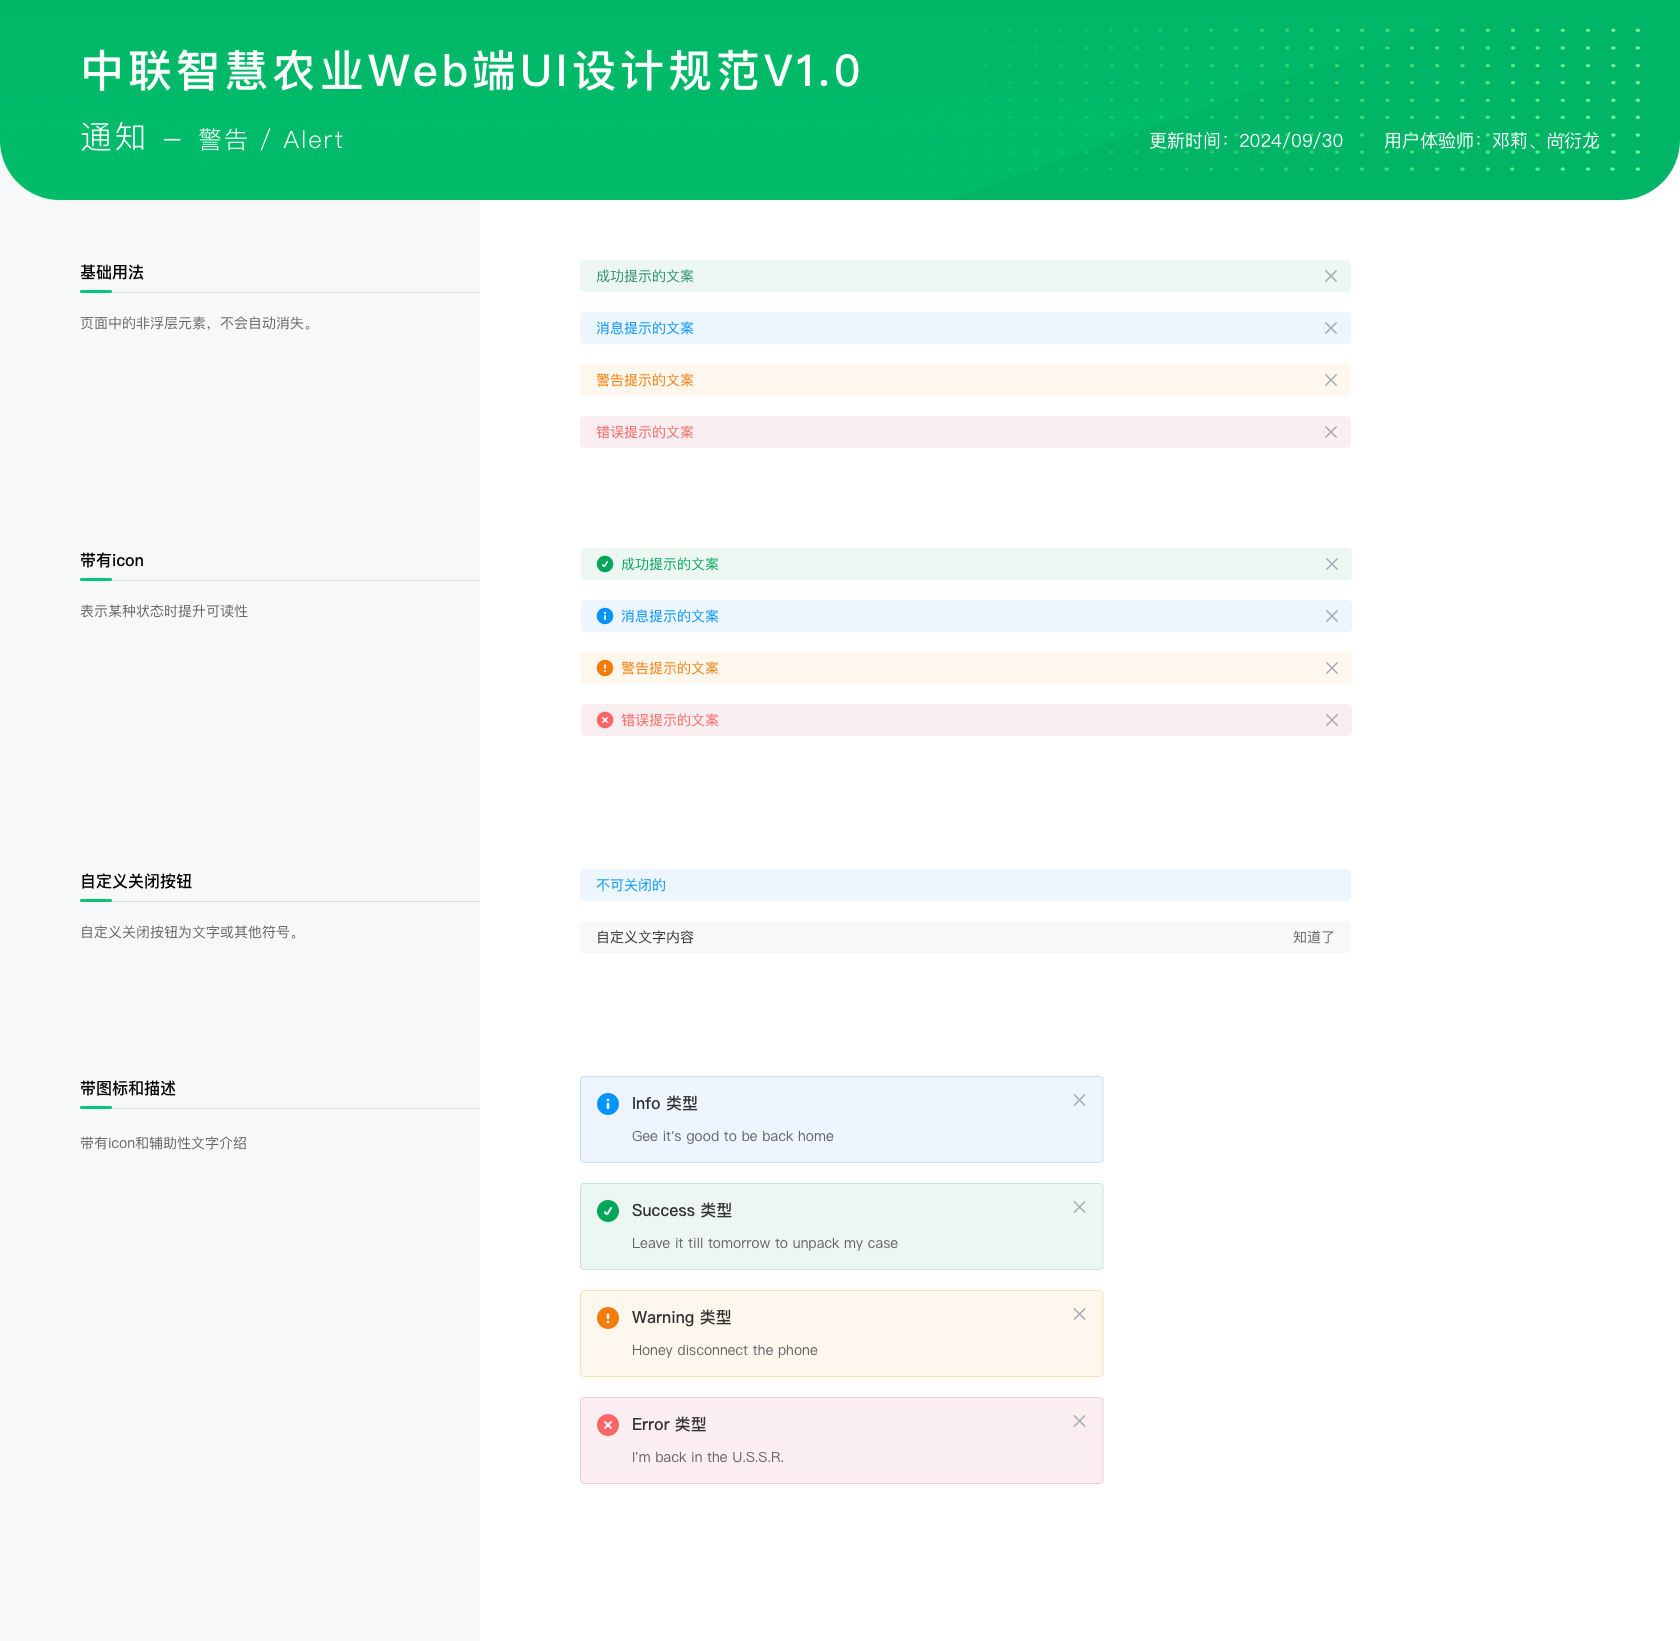 中联智慧农业Web端UI设计规范V1.0
通知 – 警告 / Alert
更新时间：2024/09/30 用户体验师：邓莉、尚衍龙
基础用法
页面中的非浮层元素，不会自动消失。
成功提示的文案
消息提示的文案
警告提示的文案
错误提示的文案
带有icon
表示某种状态时提升可读性
成功提示的文案
消息提示的文案
警告提示的文案
错误提示的文案
自定义关闭按钮
自定义关闭按钮为文字或其他符号。
不可关闭的
自定义文字内容 知道了
带图标和描述
带有icon和辅助性文字介绍
Info 类型
Gee it's good to be back home
Success 类型
Leave it till tomorrow to unpack my case
Warning 类型
Honey disconnect the phone
Error 类型
I'm back in the U.S.S.R.